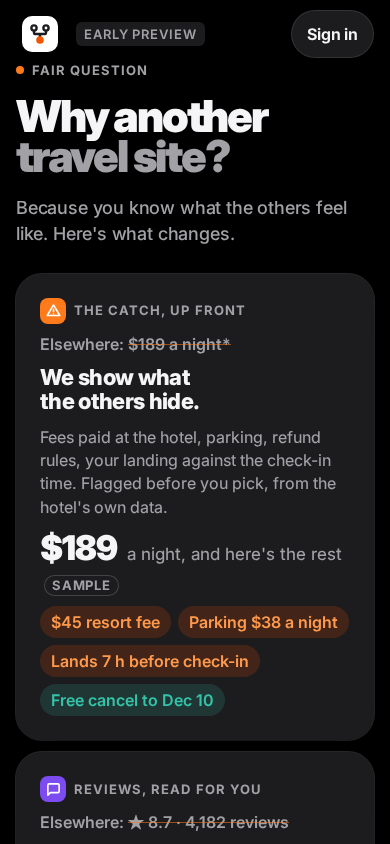 EARLY PREVIEW
Sign in
FAIR QUESTION
Why another
travel site?
Because you know what the others feel
like. Here's what changes.
THE CATCH, UP FRONT
Elsewhere: $189 a night*
We show what
the others hide.
Fees paid at the hotel, parking, refund
rules, your landing against the check-in
time. Flagged before you pick, from the
hotel's own data.
$189 a night, and here's the rest
SAMPLE
$45 resort fee
Parking $38 a night
Lands 7 h before check-in
Free cancel to Dec 10
REVIEWS, READ FOR YOU
Elsewhere: ★ 8.7 · 4,182 reviews